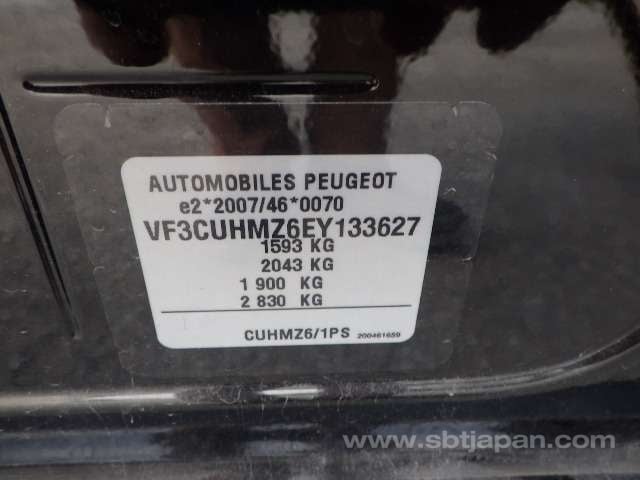 AUTOMOBILES PEUGEOT
e2*2007/46*0070
VF3CUHMZ6EY133627
1593 KG
2043 KG
1 900 KG
2 830 KG
CUHMZ6/1PS 200461659
www.sbtjapan.com